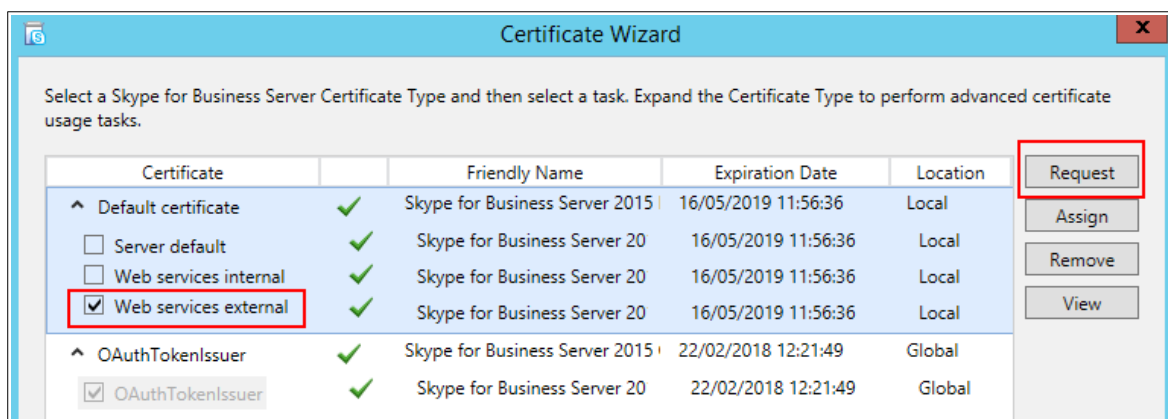 Certificate Wizard
X
Select a Skype for Business Server Certificate Type and then select a task. Expand the Certificate Type to perform advanced certificate
usage tasks.
Certificate Friendly Name Expiration Date Location Request
Default certificate Skype for Business Server 2015 16/05/2019 11:56:36 Local
Assign
Server default Skype for Business Server 20 16/05/2019 11:56:36 Local
Remove
Web services internal Skype for Business Server 20 16/05/2019 11:56:36 Local
Web services external Skype for Business Server 20 16/05/2019 11:56:36 Local
View
OAuthTokenIssuer Skype for Business Server 2015 22/02/2018 12:21:49 Global
OAuthTokenIssuer Skype for Business Server 20 22/02/2018 12:21:49 Global